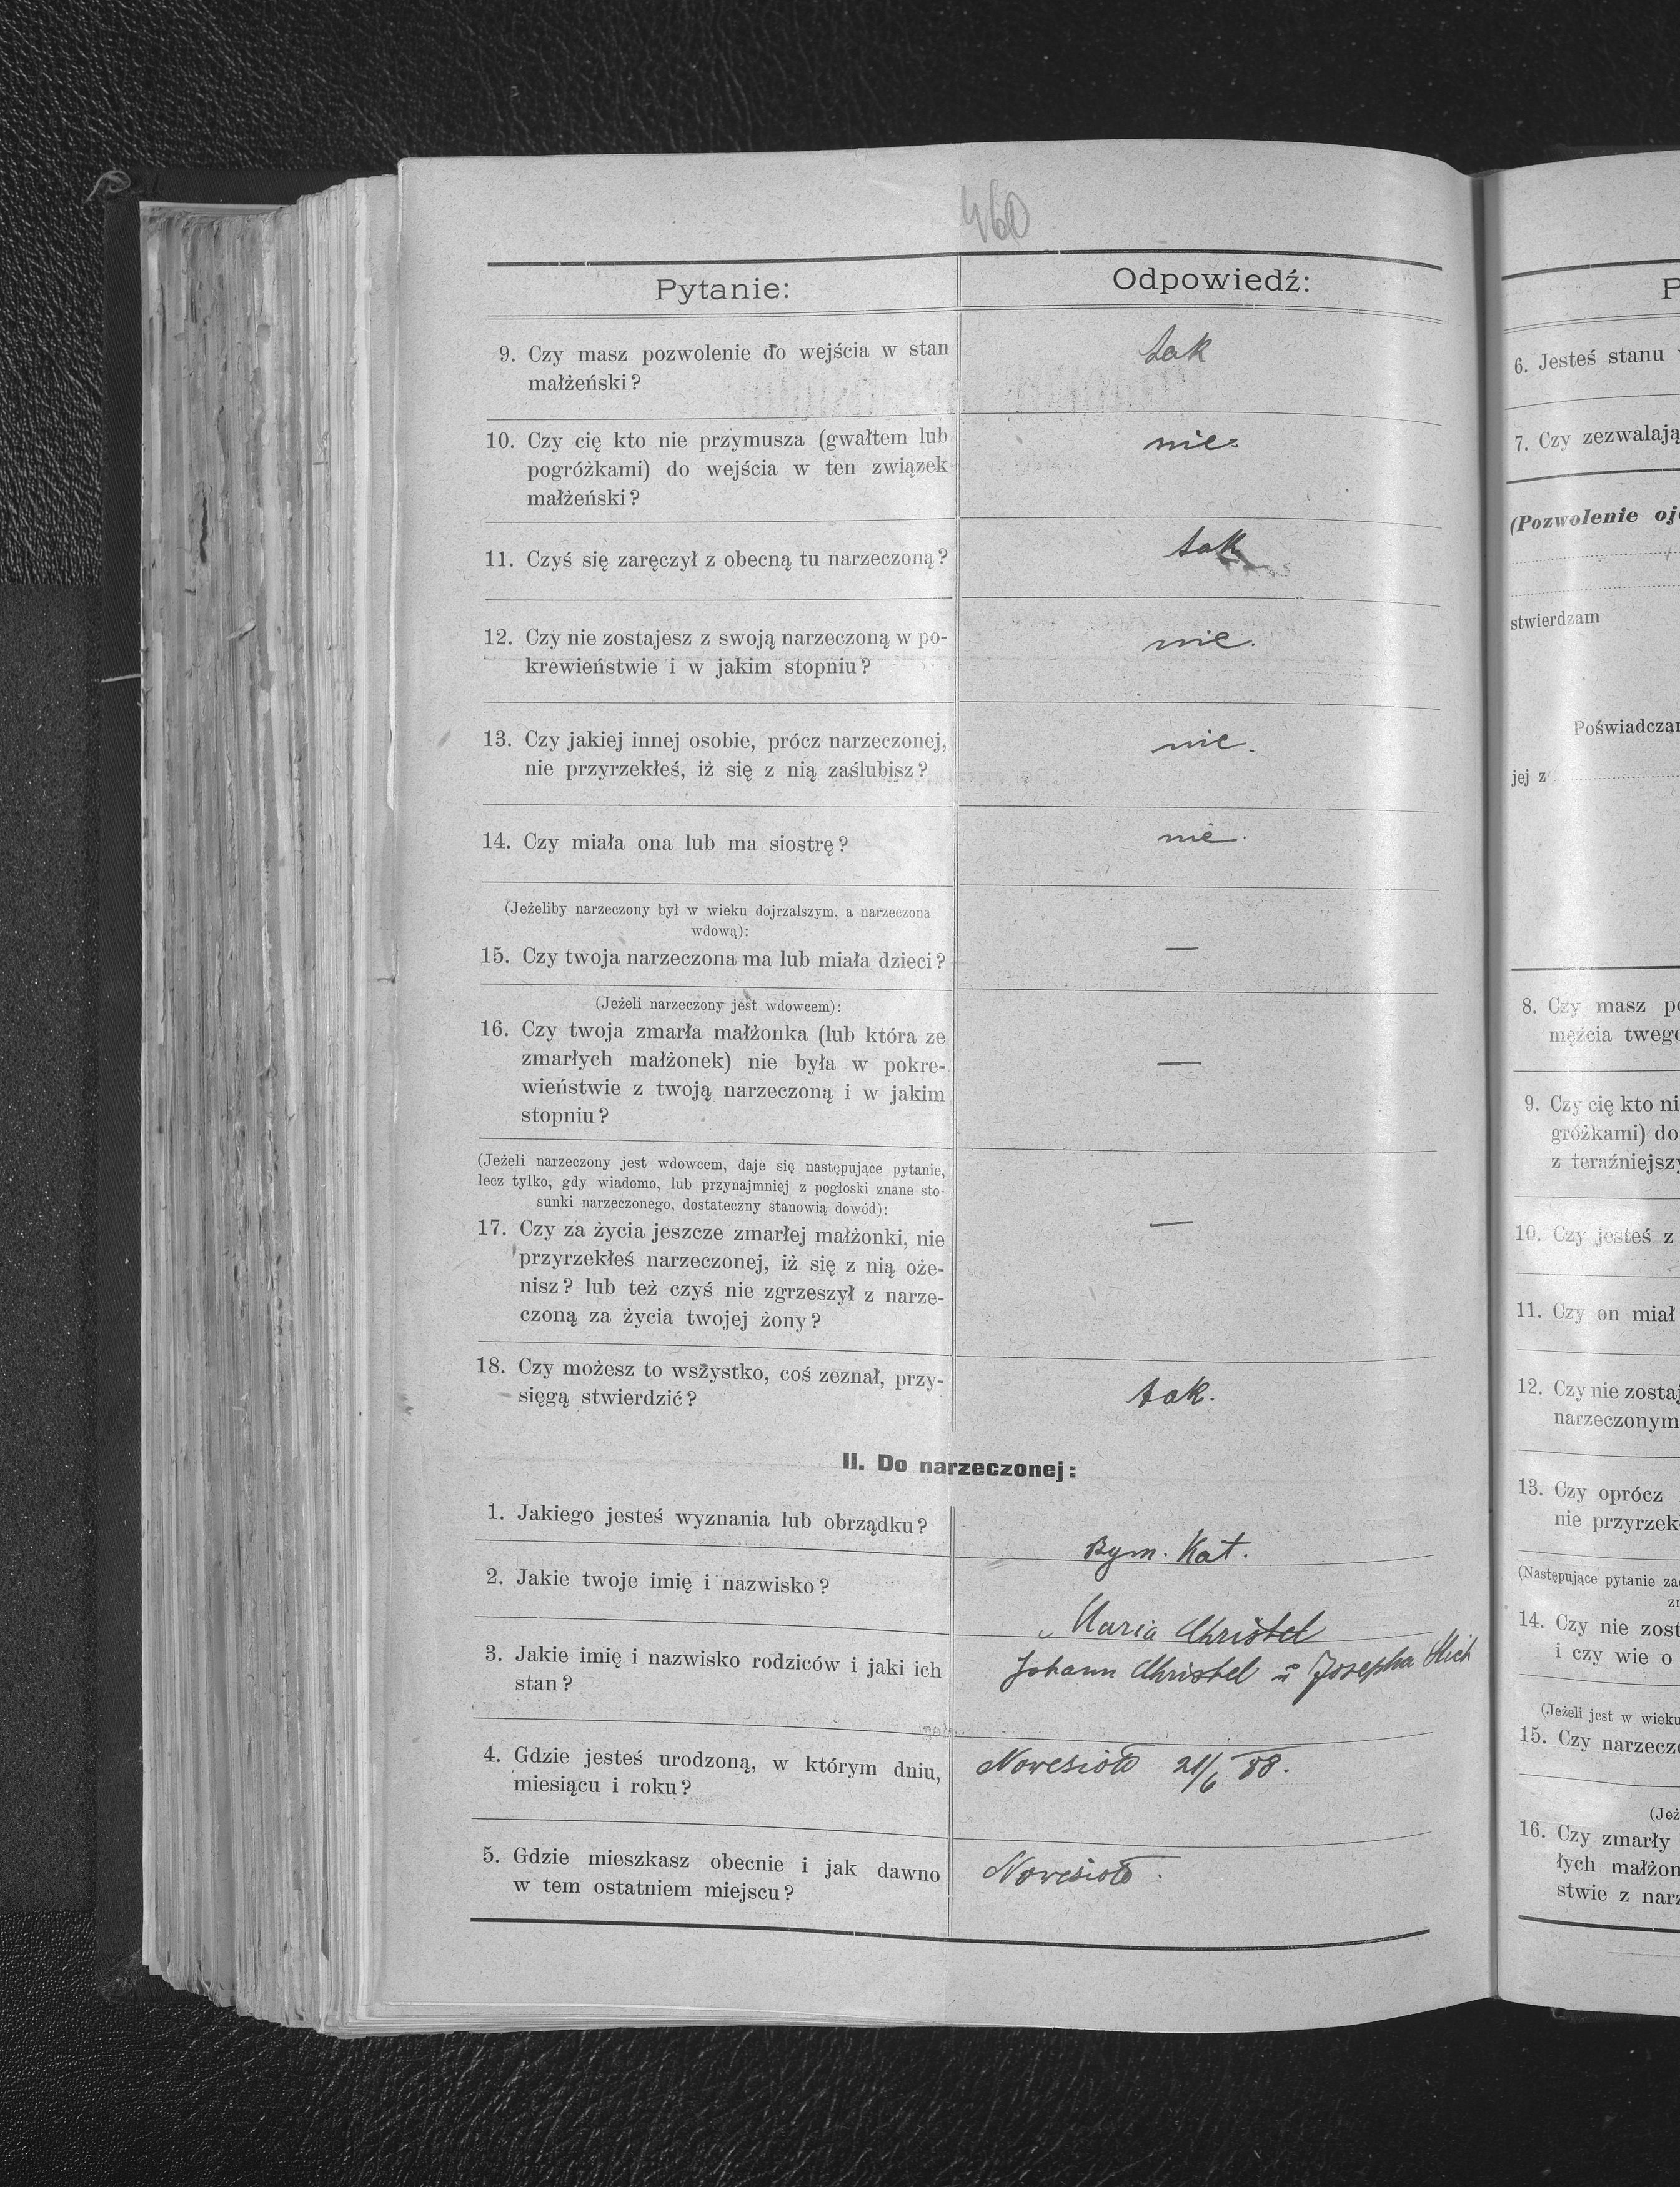 460
Pytanie:
Odpowiedź:
9. Czy masz pozwolenie do wejścia w stan
małżeński?
tak
10. Czy cię kto nie przymusza (gwałtem lub
pogróżkami) do wejścia w ten związek
małżeński?
nie
11. Czyś się zaręczył z obecną tu narzeczoną?
tak
12. Czy nie zostajesz z swoją narzeczoną w po-
krewieństwie i w jakim stopniu?
nie.
13. Czy jakiej innej osobie, prócz narzeczonej,
nie przyrzekłeś, iż się z nią zaślubisz?
nie.
14. Czy miała ona lub ma siostrę?
nie.
(Jeżeliby narzeczony był w wieku dojrzalszym, a narzeczona
wdową):
15. Czy twoja narzeczona ma lub miała dzieci?
—
(Jeżeli narzeczony jest wdowcem):
16. Czy twoja zmarła małżonka (lub która ze
zmarłych małżonek) nie była w pokre-
wieństwie z twoją narzeczoną i w jakim
stopniu?
—
(Jeżeli narzeczony jest wdowcem, daje się następujące pytanie,
lecz tylko, gdy wiadomo, lub przynajmniej z pogłoski znane sto-
sunki narzeczonego, dostateczny stanowią dowód):
17. Czy za życia jeszcze zmarłej małżonki, nie
przyrzekłeś narzeczonej, iż się z nią oże-
nisz? lub też czyś nie zgrzeszył z narze-
czoną za życia twojej żony?
—
18. Czy możesz to wszystko, coś zeznał, przy-
sięgą stwierdzić?
tak.
II. Do narzeczonej:
1. Jakiego jesteś wyznania lub obrządku?
Rym. Kat.
2. Jakie twoje imię i nazwisko?
Maria Christel
3. Jakie imię i nazwisko rodziców i jaki ich
stan?
Johann Christel Josepha
4. Gdzie jesteś urodzoną, w którym dniu,
miesiącu i roku?
Nowesioło 21/6 88.
5. Gdzie mieszkasz obecnie i jak dawno
w tem ostatniem miejscu?
Nowesioło.
P
6. Jesteś stanu
7. Czy zezwalają
(Pozwolenie
stwierdzam
Poświadczam
jej z
8. Czy masz
męźcia twego
9. Czy cię kto
gróżkami) do
z teraźniejszy
10. Czy jesteś z
11. Czy on miał
12. Czy nie zostaj
narzeczonym
13. Czy oprócz
nie przyrzek
(Następujące pytanie
14. Czy nie zost
i czy wie o
(Jeżeli jest w wieku
15. Czy narzecz
(Jeż
16. Czy zmarły
łych małżon
stwie z narz